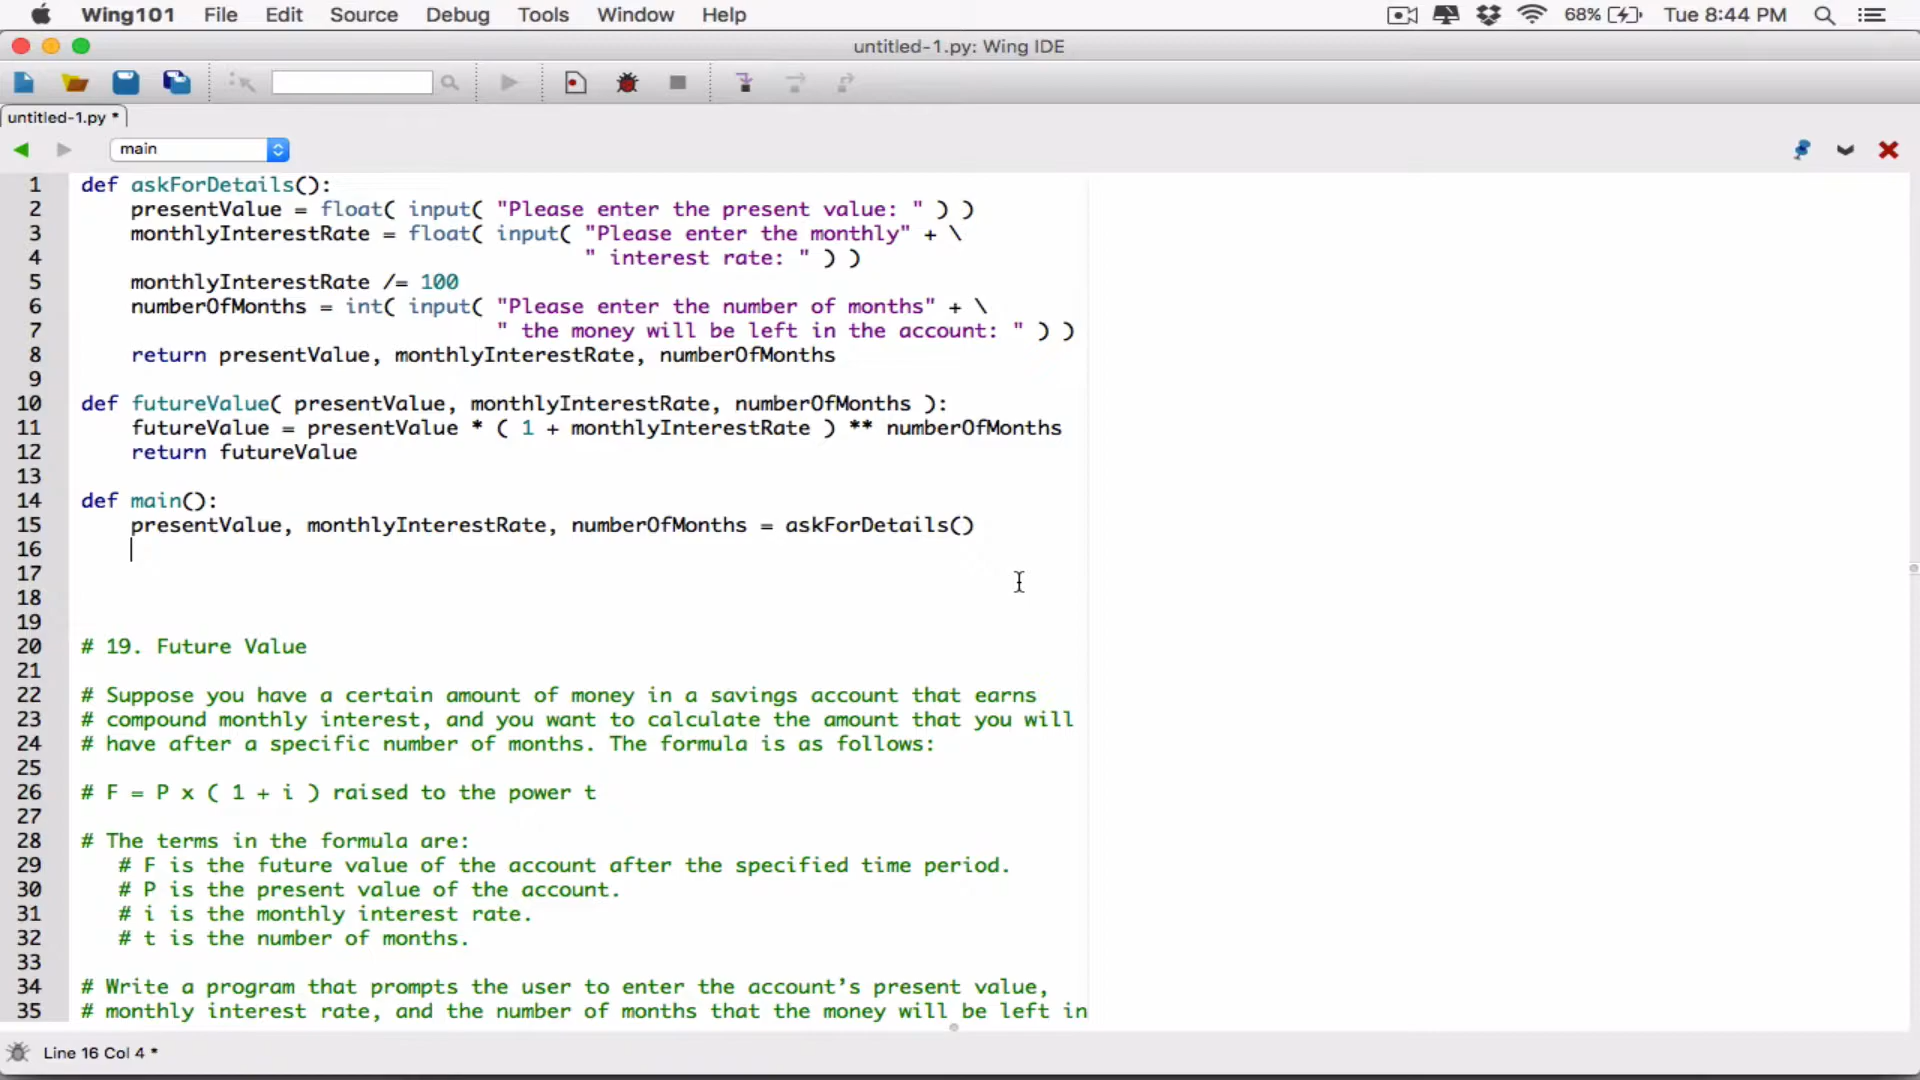 Wing101 File Edit Source Debug Tools Window Help 68% Tue 8:44 PM
untitled-1.py: Wing IDE
untitled-1.py *
main
1 def askForDetails():
2 presentValue = float( input( "Please enter the present value: " ) )
3 monthlyInterestRate = float( input( "Please enter the monthly" + \
4 " interest rate: " ) )
5 monthlyInterestRate /= 100
6 numberOfMonths = int( input( "Please enter the number of months" + \
7 " the money will be left in the account: " ) )
8 return presentValue, monthlyInterestRate, numberOfMonths
9
10 def futureValue( presentValue, monthlyInterestRate, numberOfMonths ):
11 futureValue = presentValue * ( 1 + monthlyInterestRate ) ** numberOfMonths
12 return futureValue
13
14 def main():
15 presentValue, monthlyInterestRate, numberOfMonths = askForDetails()
16
17
18
19
20 # 19. Future Value
21
22 # Suppose you have a certain amount of money in a savings account that earns
23 # compound monthly interest, and you want to calculate the amount that you will
24 # have after a specific number of months. The formula is as follows:
25
26 # F = P x ( 1 + i ) raised to the power t
27
28 # The terms in the formula are:
29 # F is the future value of the account after the specified time period.
30 # P is the present value of the account.
31 # i is the monthly interest rate.
32 # t is the number of months.
33
34 # Write a program that prompts the user to enter the account’s present value,
35 # monthly interest rate, and the number of months that the money will be left in
Line 16 Col 4 *